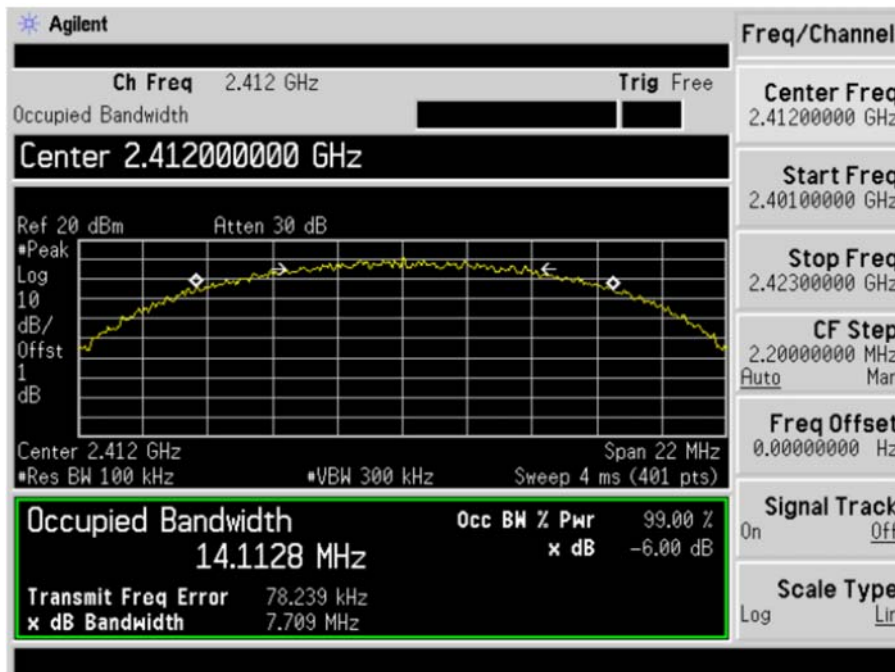 Agilent
Freq/Channel
Ch Freq 2.412 GHz Trig Free
Occupied Bandwidth
Center 2.412000000 GHz
Ref 20 dBm Atten 30 dB
#Peak
Log
10
dB/
Offst
1
dB
Center 2.412 GHz Span 22 MHz
#Res BW 100 kHz #VBW 300 kHz Sweep 4 ms (401 pts)
Occupied Bandwidth
14.1128 MHz
Occ BW % Pwr 99.00 %
x dB -6.00 dB
Transmit Freq Error 78.239 kHz
x dB Bandwidth 7.709 MHz
Center Freq
2.41200000 GHz
Start Freq
2.40100000 GHz
Stop Freq
2.42300000 GHz
CF Step
2.20000000 MHz
Auto Man
Freq Offset
0.00000000 Hz
Signal Track
On Off
Scale Type
Log Lin